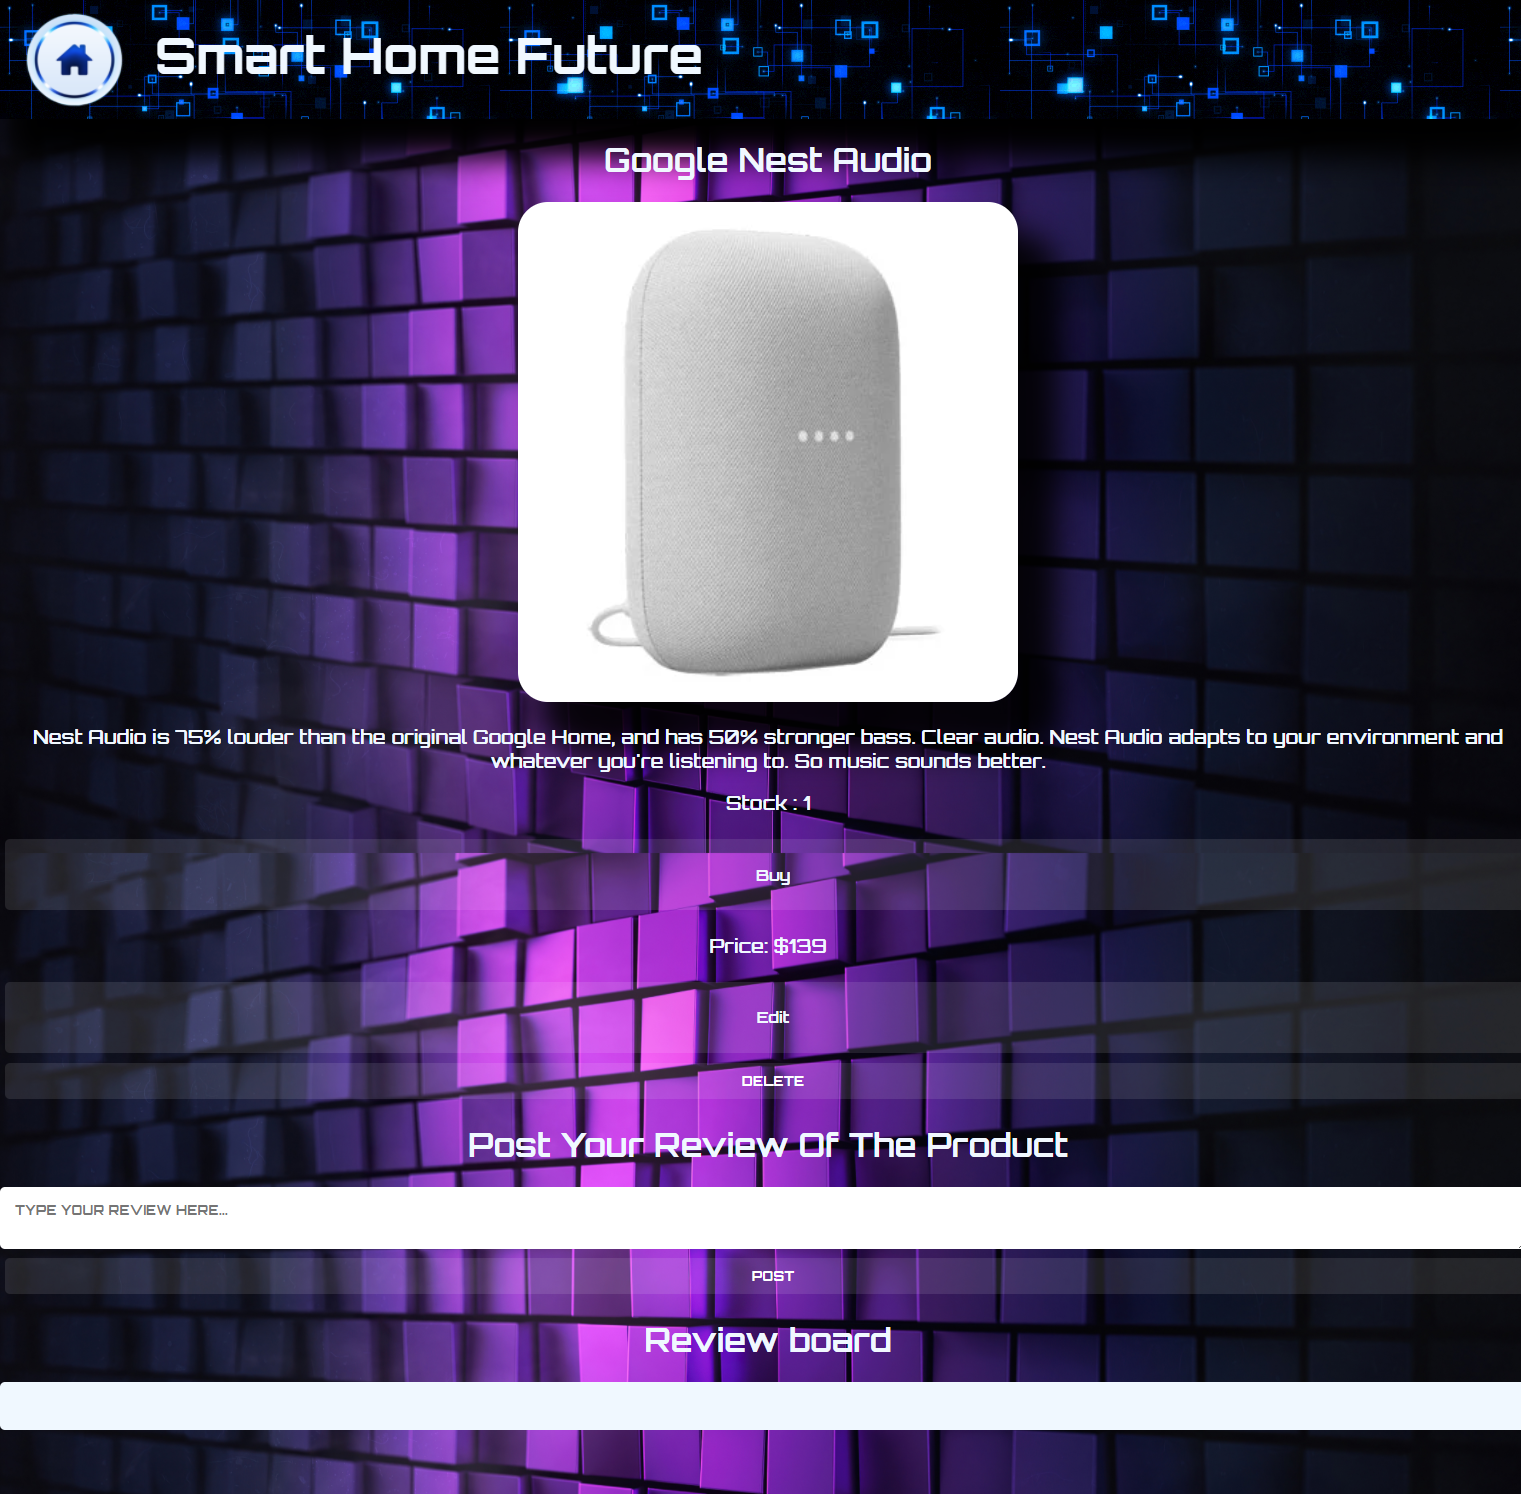 Smart Home Future
Google Nest Audio
Nest Audio is 75% louder than the original Google Home, and has 50% stronger bass. Clear audio. Nest Audio adapts to your environment and
whatever you're listening to. So music sounds better.
Stock : 1
Buy
Price: $139
Edit
DELETE
Post Your Review Of The Product
TYPE YOUR REVIEW HERE...
POST
Review board